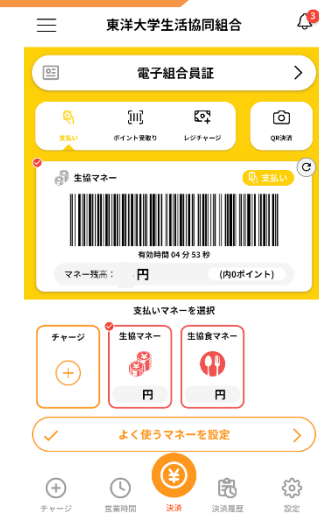 東洋大学生活協同組合
3
電子組合員証
支払い
ポイント受取り
レジチャージ
QR決済
生協マネー
支払い
有効時間 04 分 53 秒
マネー残高： 円 (内0ポイント)
支払いマネーを選択
チャージ
生協マネー
円
生協食マネー
円
よく使うマネーを設定
チャージ
営業時間
決済
決済履歴
設定